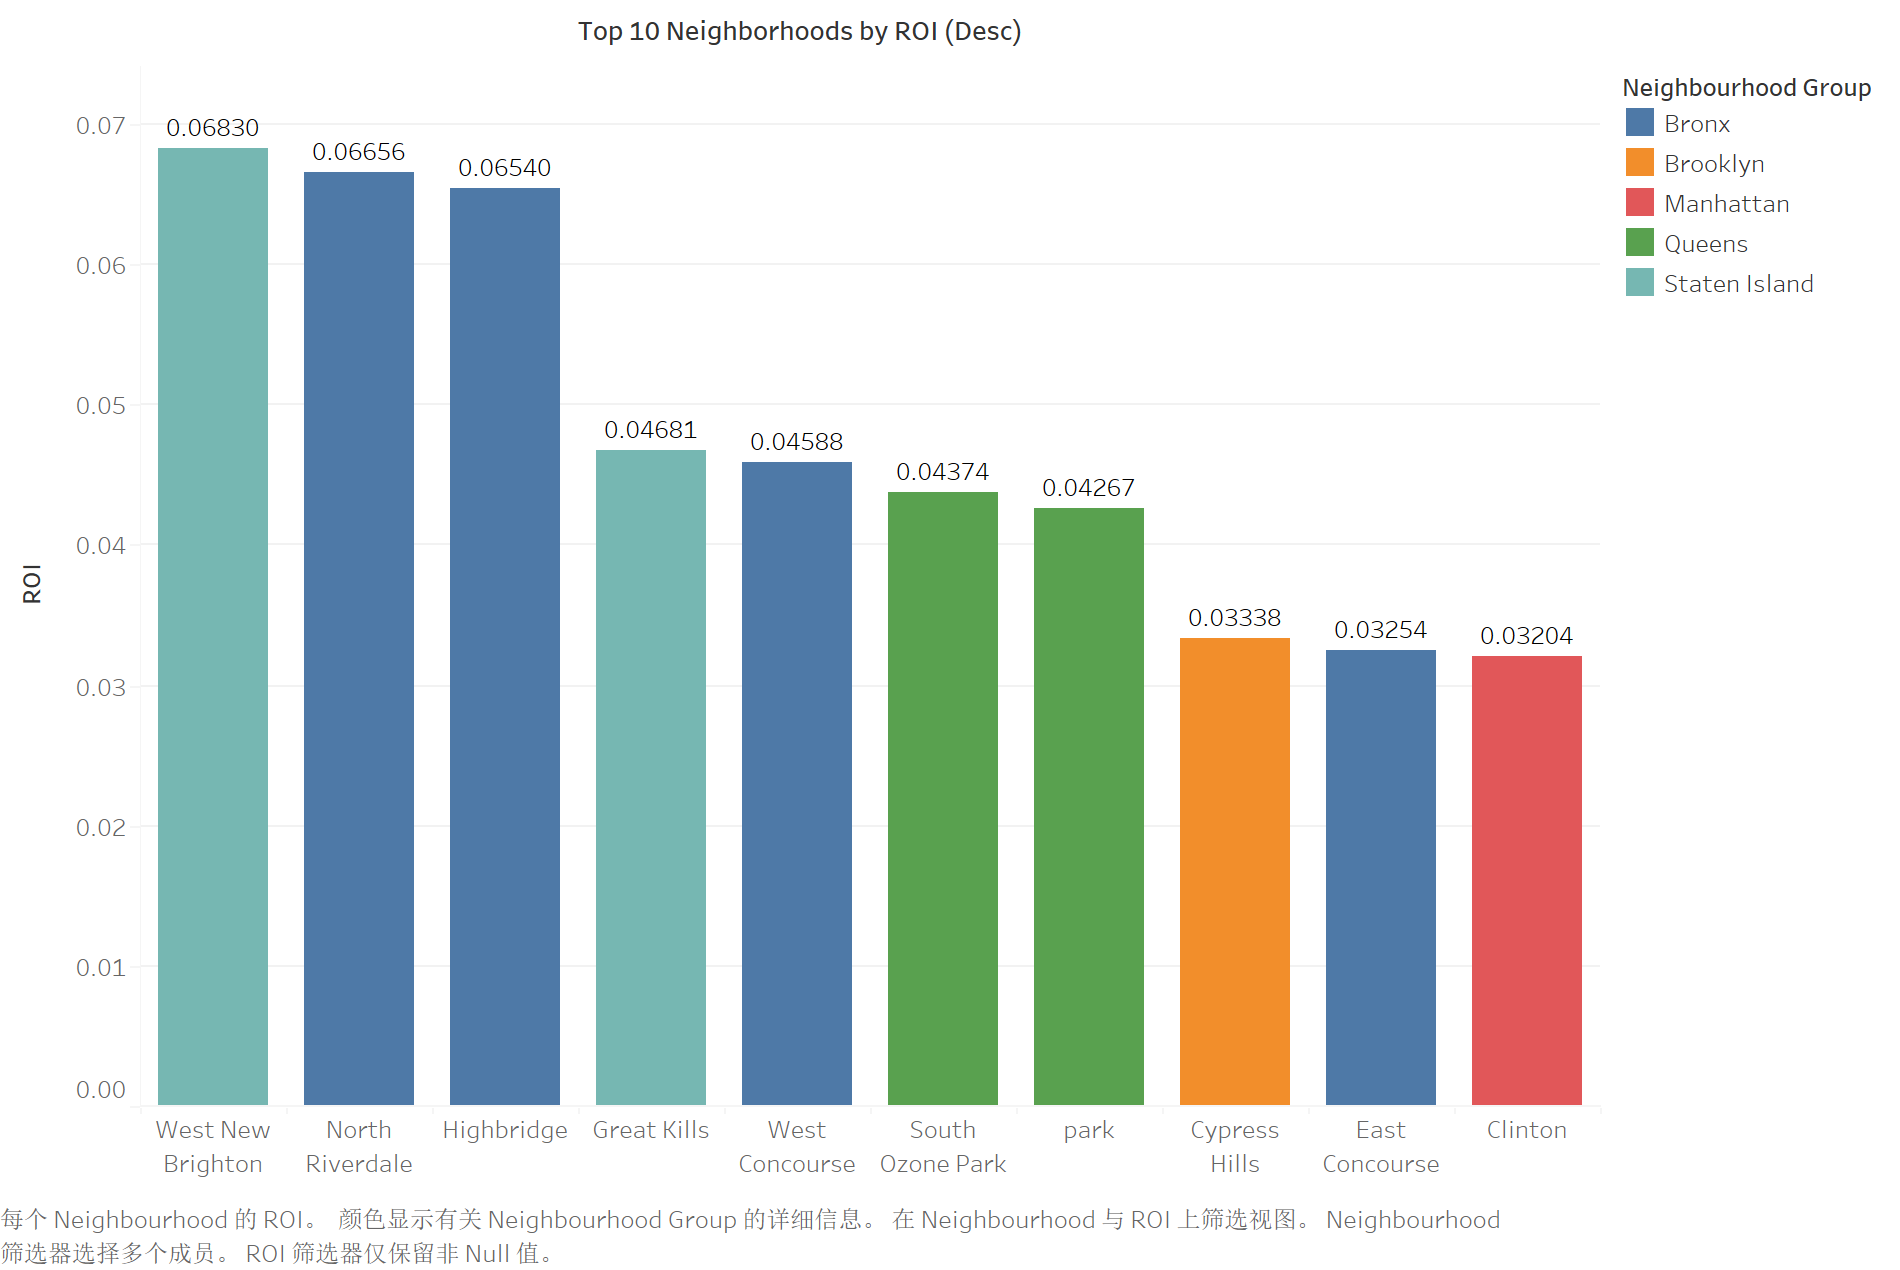 Top 10 Neighborhoods by ROI (Desc)
Neighbourhood Group
Bronx
Brooklyn
Manhattan
Queens
Staten Island
ROI
0.07
0.06
0.05
0.04
0.03
0.02
0.01
0.00
0.06830
0.06656
0.06540
0.04681
0.04588
0.04374
0.04267
0.03338
0.03254
0.03204
West New
Brighton
North
Riverdale
Highbridge
Great Kills
West
Concourse
South
Ozone Park
park
Cypress
Hills
East
Concourse
Clinton
每个 Neighbourhood 的 ROI。 颜色显示有关 Neighbourhood Group 的详细信息。 在 Neighbourhood 与 ROI 上筛选视图。 Neighbourhood
筛选器选择多个成员。 ROI 筛选器仅保留非 Null 值。